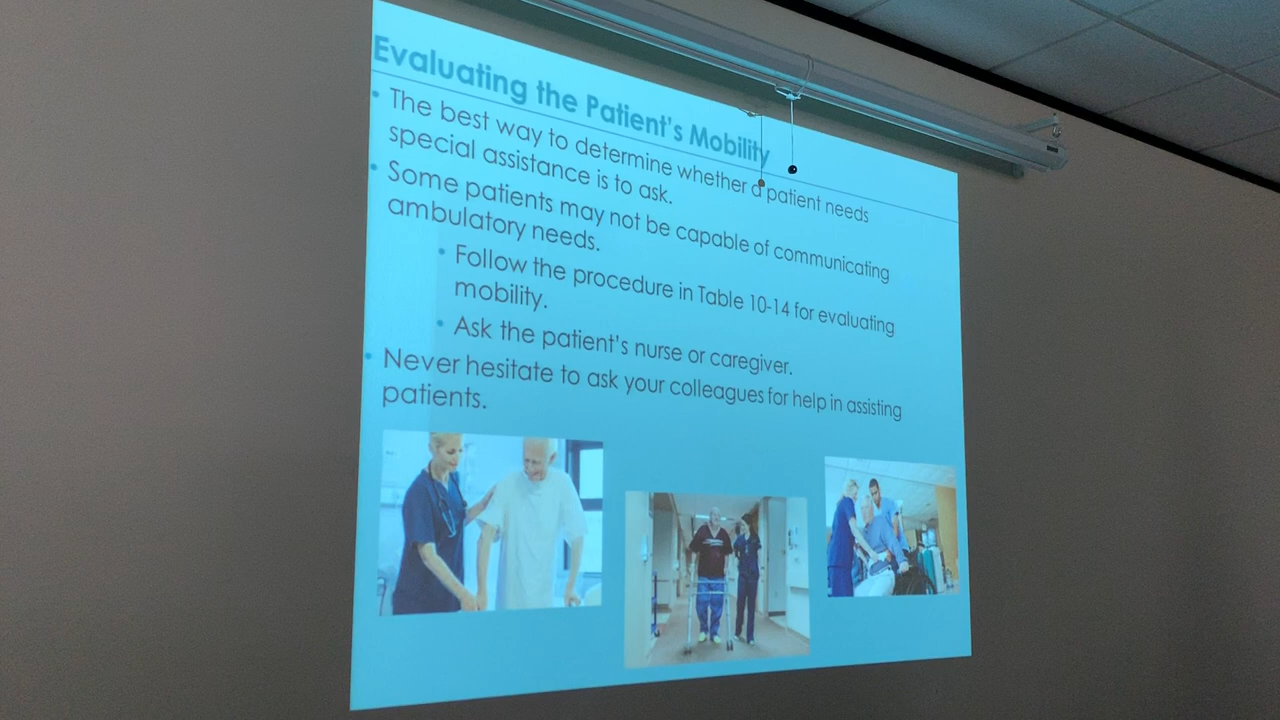 Evaluating the Patient's Mobility
• The best way to determine whether a patient needs
special assistance is to ask.
• Some patients may not be capable of communicating
ambulatory needs.
• Follow the procedure in Table 10-14 for evaluating
mobility.
• Ask the patient's nurse or caregiver.
• Never hesitate to ask your colleagues for help in assisting
patients.